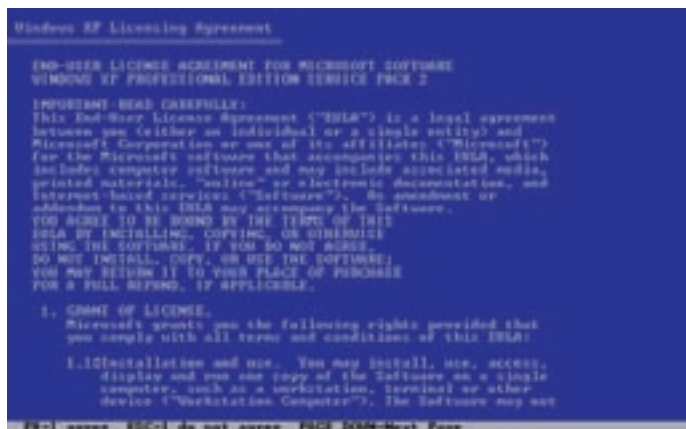 Windows XP Licensing Agreement
END-USER LICENSE AGREEMENT FOR MICROSOFT SOFTWARE
WINDOWS XP PROFESSIONAL EDITION SERVICE PACK 2
IMPORTANT-READ CAREFULLY:
This End-User License Agreement ("EULA") is a legal agreement
between you (either an individual or a single entity) and
Microsoft Corporation or one of its affiliates ("Microsoft")
for the Microsoft software that accompanies this EULA, which
includes computer software and may include associated media,
printed materials, "online" or electronic documentation, and
Internet-based services ("Software"). An amendment or
addendum to this EULA may accompany the Software.
YOU AGREE TO BE BOUND BY THE TERMS OF THIS
EULA BY INSTALLING, COPYING, OR OTHERWISE
USING THE SOFTWARE. IF YOU DO NOT AGREE,
DO NOT INSTALL, COPY, OR USE THE SOFTWARE;
YOU MAY RETURN IT TO YOUR PLACE OF PURCHASE
FOR A FULL REFUND, IF APPLICABLE.
1. GRANT OF LICENSE.
Microsoft grants you the following rights provided that
you comply with all terms and conditions of this EULA:
1.1 Installation and use. You may install, use, access,
display and run one copy of the Software on a single
computer, such as a workstation, terminal or other
device ("Workstation Computer"). The Software may not
F8=I agree ESC=I do not agree PAGE DOWN=Next Page